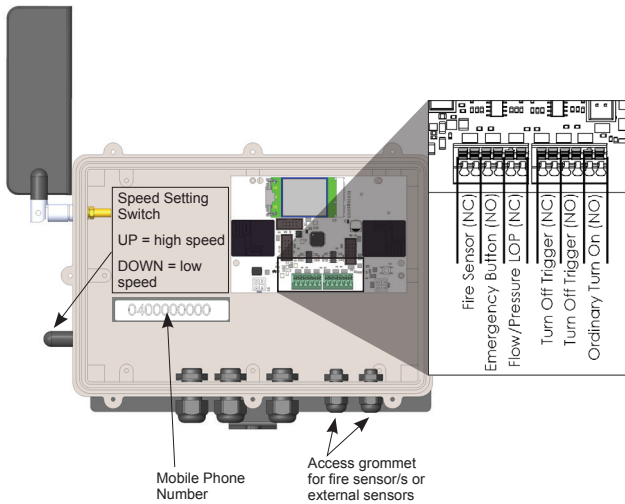 Speed Setting
Switch
UP = high speed
DOWN = low
speed
0400000000
Fire Sensor (NC)
Emergency Button (NO)
Flow/Pressure LOP (NC)
Turn Off Trigger (NC)
Turn Off Trigger (NO)
Ordinary Turn On (NO)
Mobile Phone
Number
Access grommet
for fire sensor/s or
external sensors